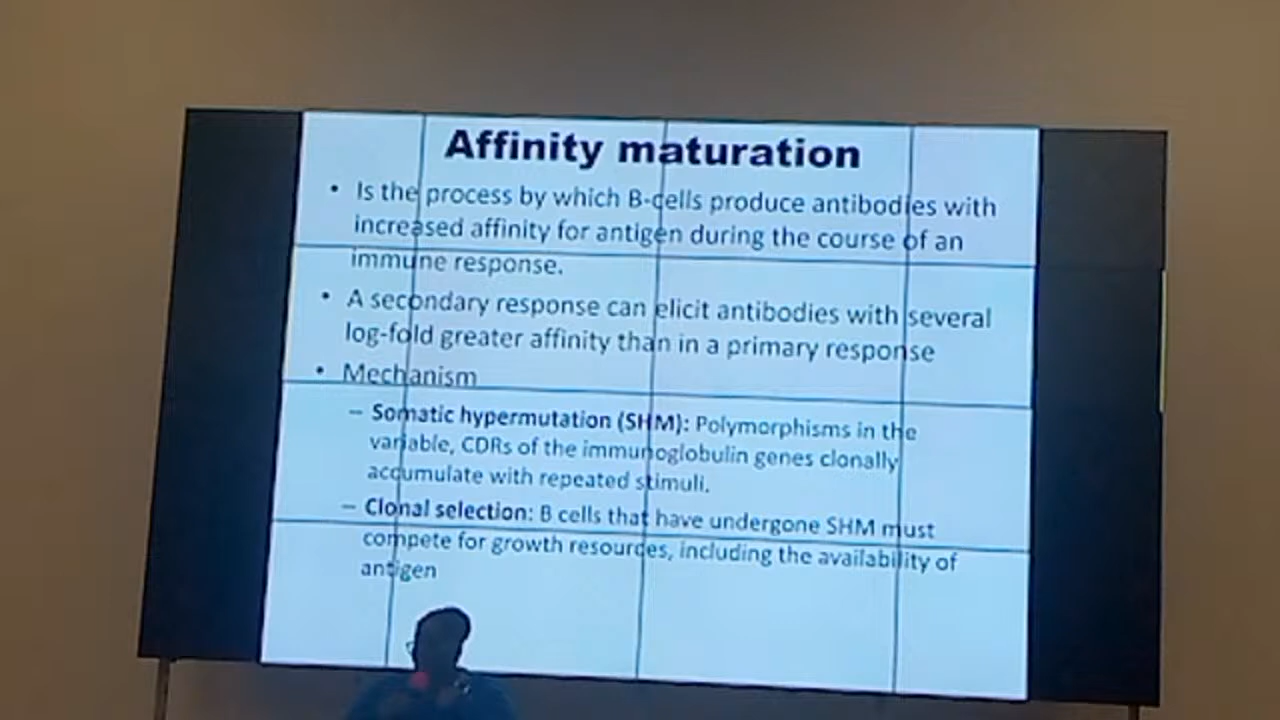 Affinity maturation
• Is the process by which B-cells produce antibodies with
increased affinity for antigen during the course of an
immune response.
• A secondary response can elicit antibodies with several
log-fold greater affinity than in a primary response
• Mechanism
– Somatic hypermutation (SHM): Polymorphisms in the
variable, CDRs of the immunoglobulin genes clonally
accumulate with repeated stimuli.
– Clonal selection: B cells that have undergone SHM must
compete for growth resources, including the availability of
antigen